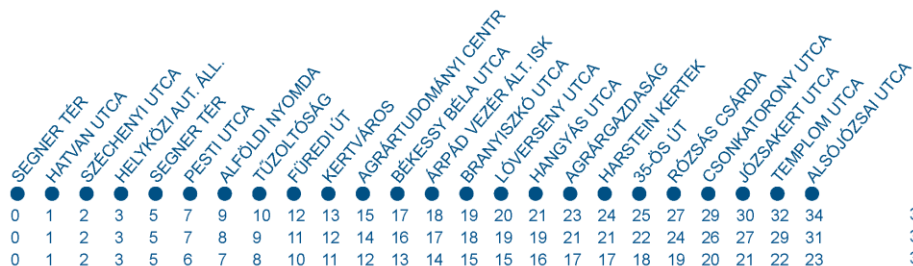 SEGNER TÉR
HATVAN UTCA
SZÉCHENYI UTCA
HELYKÖZI AUT. ÁLL.
SEGNER TÉR
PESTI UTCA
ALFÖLDI NYOMDA
TŰZOLTÓSÁG
FÜREDI ÚT
KERTVÁROS
AGRÁRTUDOMÁNYI CENTR
BÉKESSY BÉLA UTCA
ÁRPÁD VEZÉR ÁLT. ISK
BRANYISZKÓ UTCA
LÓVERSENY UTCA
HANGYÁS UTCA
AGRÁRGAZDASÁG
HARSTEIN KERTEK
35-ÖS ÚT
RÓZSÁS CSÁRDA
CSONKATORONY UTCA
JÓZSAKERT UTCA
TEMPLOM UTCA
ALSÓJÓZSAI UTCA
0 1 2 3 5 7 9 10 12 13 15 17 18 19 20 21 23 24 25 27 29 30 32 34
0 1 2 3 5 7 8 9 11 12 14 16 17 18 19 19 21 21 22 24 26 27 29 31
0 1 2 3 5 6 7 8 10 11 12 13 14 15 15 16 17 17 18 19 20 21 22 23